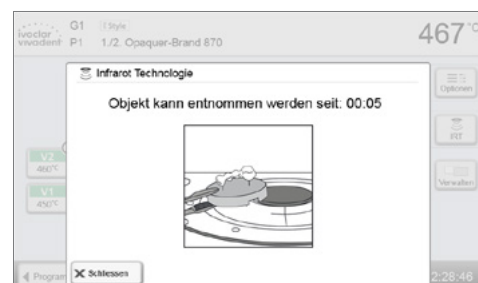 ivoclar
vivadent
G1
P1
1./2. Opaquer-Brand 870
467°C
Infrarot Technologie
Objekt kann entnommen werden seit: 00:05
Optionen
IRT
Verwalten
V2
460°C
V1
450°C
Program
Schliessen
2:28:46